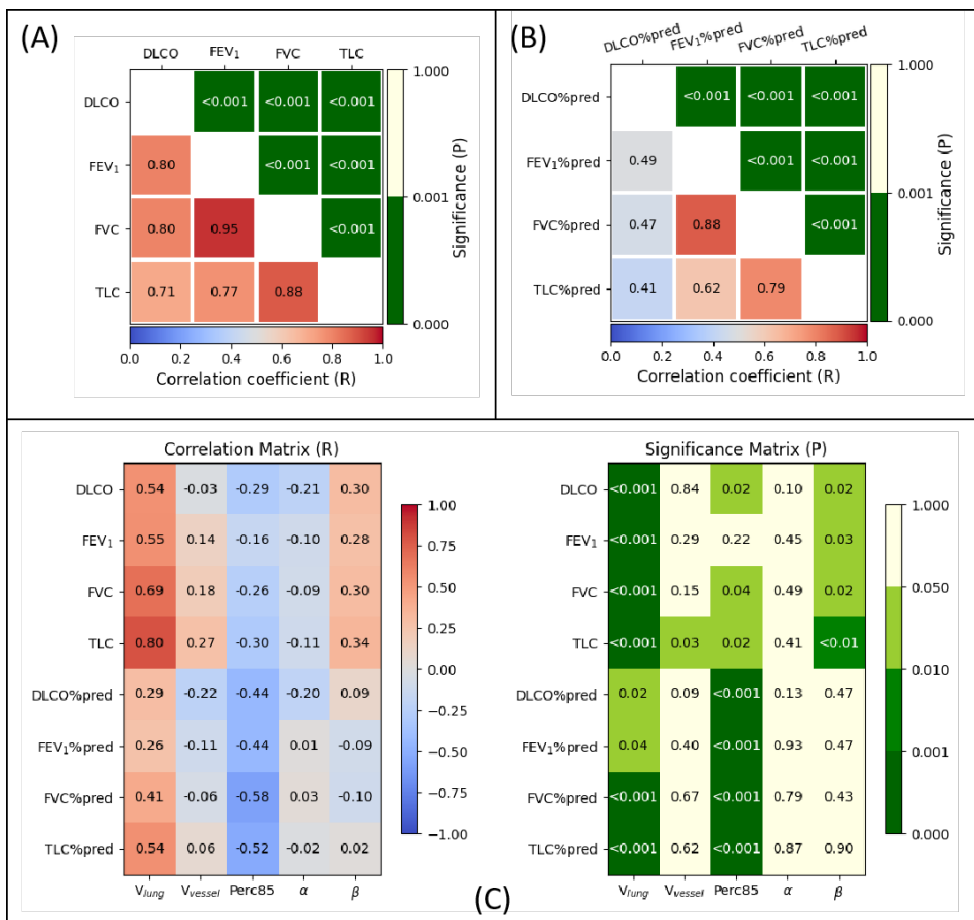 (A)
DLCO FEV₁ FVC TLC
DLCO <0.001 <0.001 <0.001
FEV₁ 0.80 <0.001 <0.001
FVC 0.80 0.95 <0.001
TLC 0.71 0.77 0.88
1.000
0.001
0.000
Significance (P)
0.0 0.2 0.4 0.6 0.8 1.0
Correlation coefficient (R)
(B)
DLCO%pred FEV₁%pred FVC%pred TLC%pred
DLCO%pred <0.001 <0.001 <0.001
FEV₁%pred 0.49 <0.001 <0.001
FVC%pred 0.47 0.88 <0.001
TLC%pred 0.41 0.62 0.79
1.000
0.001
0.000
Significance (P)
0.0 0.2 0.4 0.6 0.8 1.0
Correlation coefficient (R)
Correlation Matrix (R)
DLCO 0.54 -0.03 -0.29 -0.21 0.30
FEV₁ 0.55 0.14 -0.16 -0.10 0.28
FVC 0.69 0.18 -0.26 -0.09 0.30
TLC 0.80 0.27 -0.30 -0.11 0.34
DLCO%pred 0.29 -0.22 -0.44 -0.20 0.09
FEV₁%pred 0.26 -0.11 -0.44 0.01 -0.09
FVC%pred 0.41 -0.06 -0.58 0.03 -0.10
TLC%pred 0.54 0.06 -0.52 -0.02 0.02
V_lung V_vessel Perc85 α β
1.00
0.75
0.50
0.25
0.00
−0.25
−0.50
−0.75
−1.00
Significance Matrix (P)
DLCO <0.001 0.84 0.02 0.10 0.02
FEV₁ <0.001 0.29 0.22 0.45 0.03
FVC <0.001 0.15 0.04 0.49 0.02
TLC <0.001 0.03 0.02 0.41 <0.01
DLCO%pred 0.02 0.09 <0.001 0.13 0.47
FEV₁%pred 0.04 0.40 <0.001 0.93 0.47
FVC%pred <0.001 0.67 <0.001 0.79 0.43
TLC%pred <0.001 0.62 <0.001 0.87 0.90
V_lung V_vessel Perc85 α β
1.000
0.050
0.010
0.001
0.000
(C)